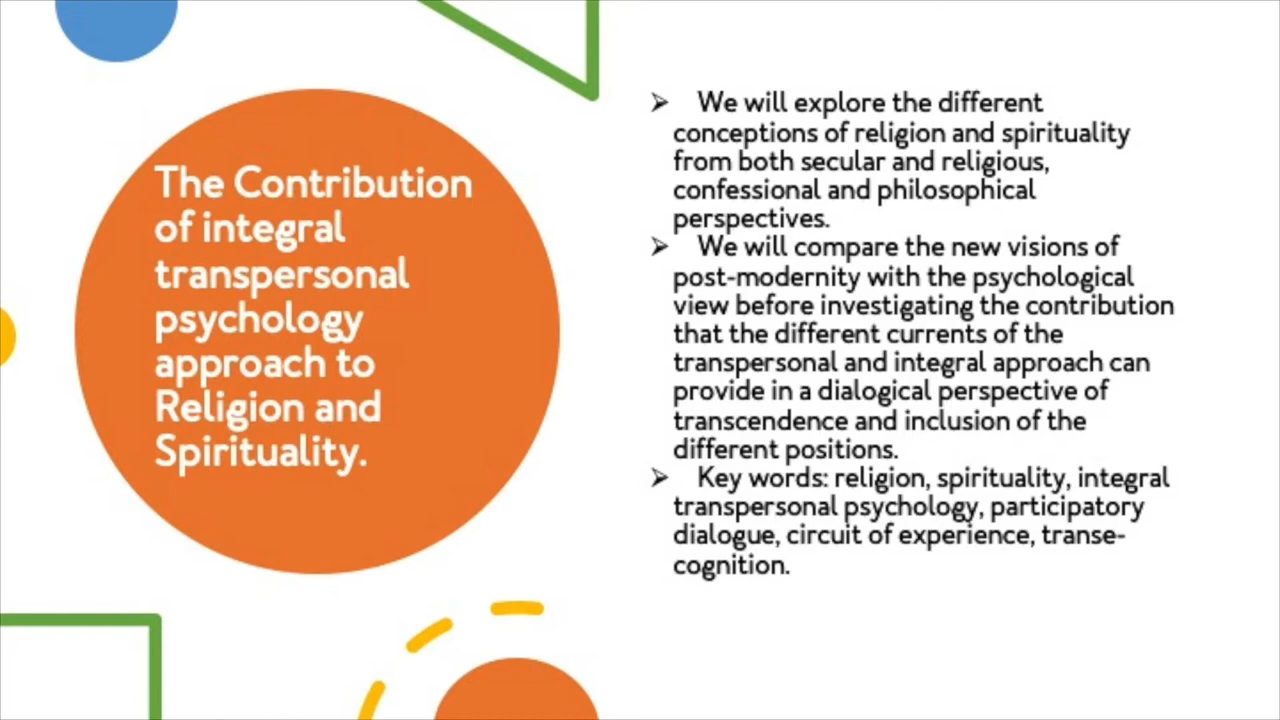 The Contribution
of integral
transpersonal
psychology
approach to
Religion and
Spirituality.
➢ We will explore the different
conceptions of religion and spirituality
from both secular and religious,
confessional and philosophical
perspectives.
➢ We will compare the new visions of
post-modernity with the psychological
view before investigating the contribution
that the different currents of the
transpersonal and integral approach can
provide in a dialogical perspective of
transcendence and inclusion of the
different positions.
➢ Key words: religion, spirituality, integral
transpersonal psychology, participatory
dialogue, circuit of experience, transe-
cognition.